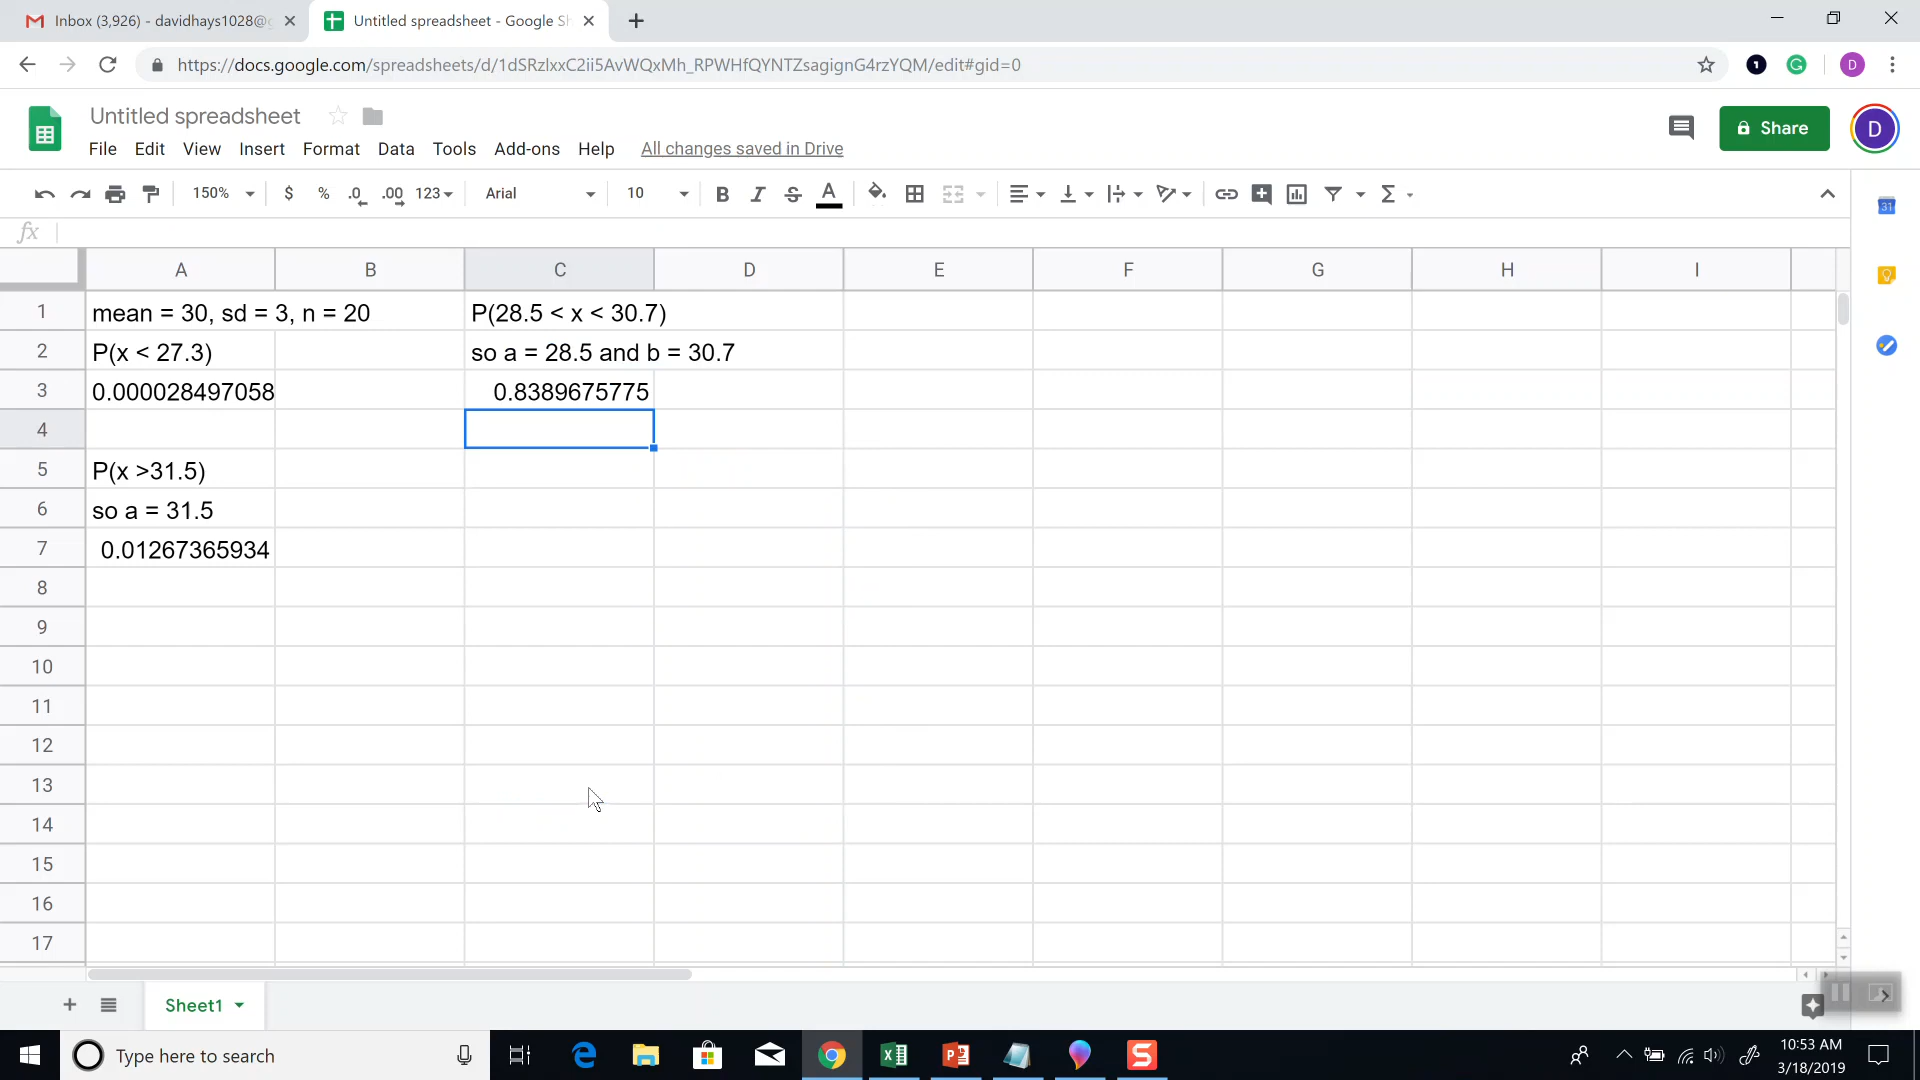 Inbox (3,926) - davidhays1028@g
Untitled spreadsheet - Google Sh
https://docs.google.com/spreadsheets/d/1dSRzlxxC2ii5AvWQxMh_RPWHfQYNTZsagignG4rzYQM/edit#gid=0
1
D
Untitled spreadsheet
File Edit View Insert Format Data Tools Add-ons Help All changes saved in Drive
Share
D
150% $ % .0 .00 123 Arial 10 B I S A Σ
31
fx
A B C D E F G H I
1 mean = 30, sd = 3, n = 20 P(28.5 < x < 30.7)
2 P(x < 27.3) so a = 28.5 and b = 30.7
3 0.000028497058 0.8389675775
4
5 P(x >31.5)
6 so a = 31.5
7 0.01267365934
8
9
10
11
12
13
14
15
16
17
Sheet1
Type here to search
10:53 AM
3/18/2019